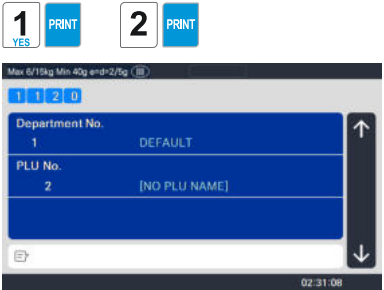 1 PRINT 2 PRINT
YES
Max 6/15kg Min 40g e=d=2/5g (III)
1 1 2 0
Department No.
1 DEFAULT
PLU No.
2 [NO PLU NAME]
02:31:08